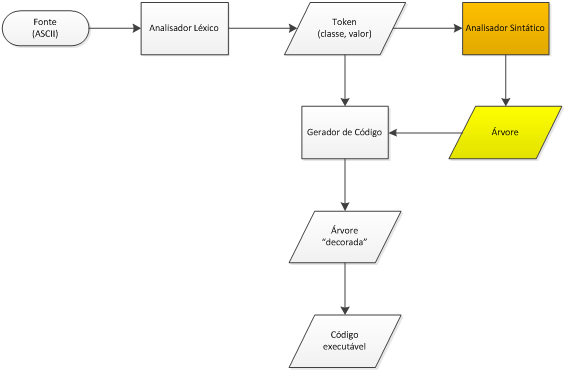 Fonte
(ASCII)
Analisador Léxico
Token
(classe, valor)
Analisador Sintático
Gerador de Código
Árvore
Árvore
“decorada”
Código
executável